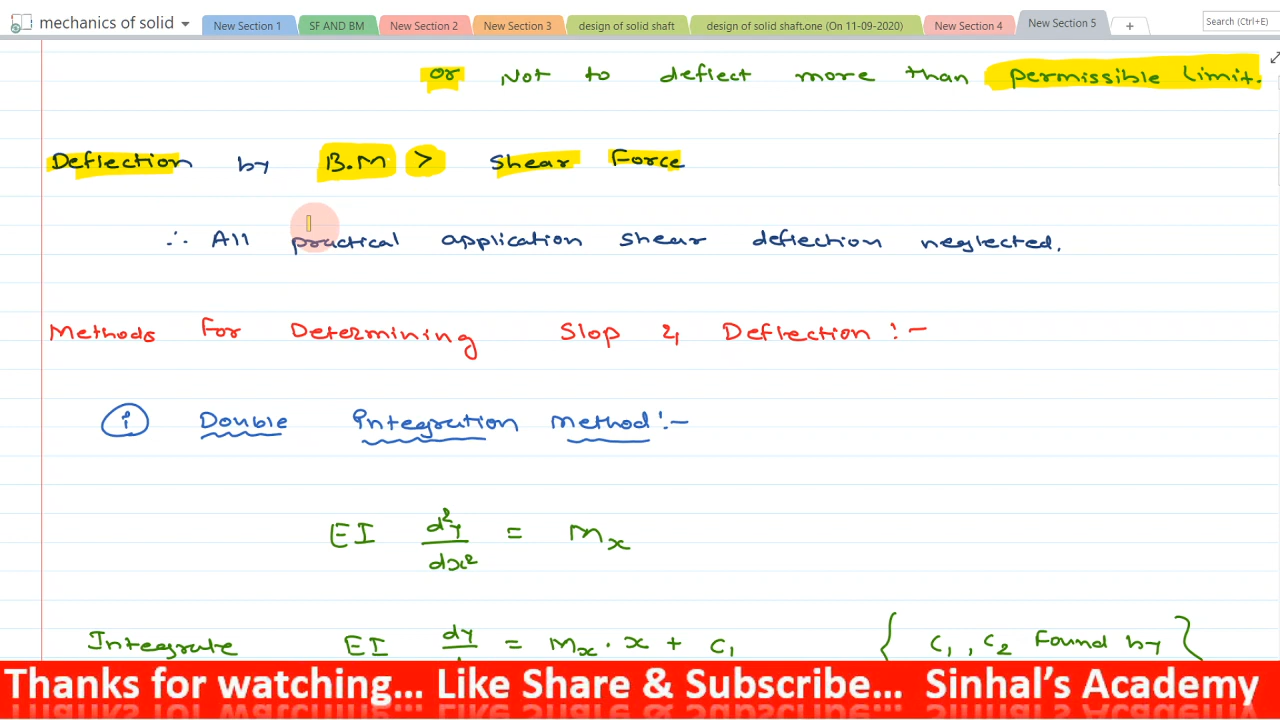 mechanics of solid New Section 1 SF AND BM New Section 2 New Section 3 design of solid shaft design of solid shaft.one (On 11-09-2020) New Section 4 New Section 5 + Search (Ctrl+E)
or Not to deflect more than permissible Limit.
Deflection by B.M > Shear Force
∴ All practical application shear deflection neglected.
Methods For Determining Slop & Deflection :-
(i) Double Integration Method :-
EI d²y/dx² = Mx
Integrate EI dy/ = Mx . x + C1 { C1, C2 Found by }
Thanks for watching... Like Share & Subscribe... Sinhal's Academy